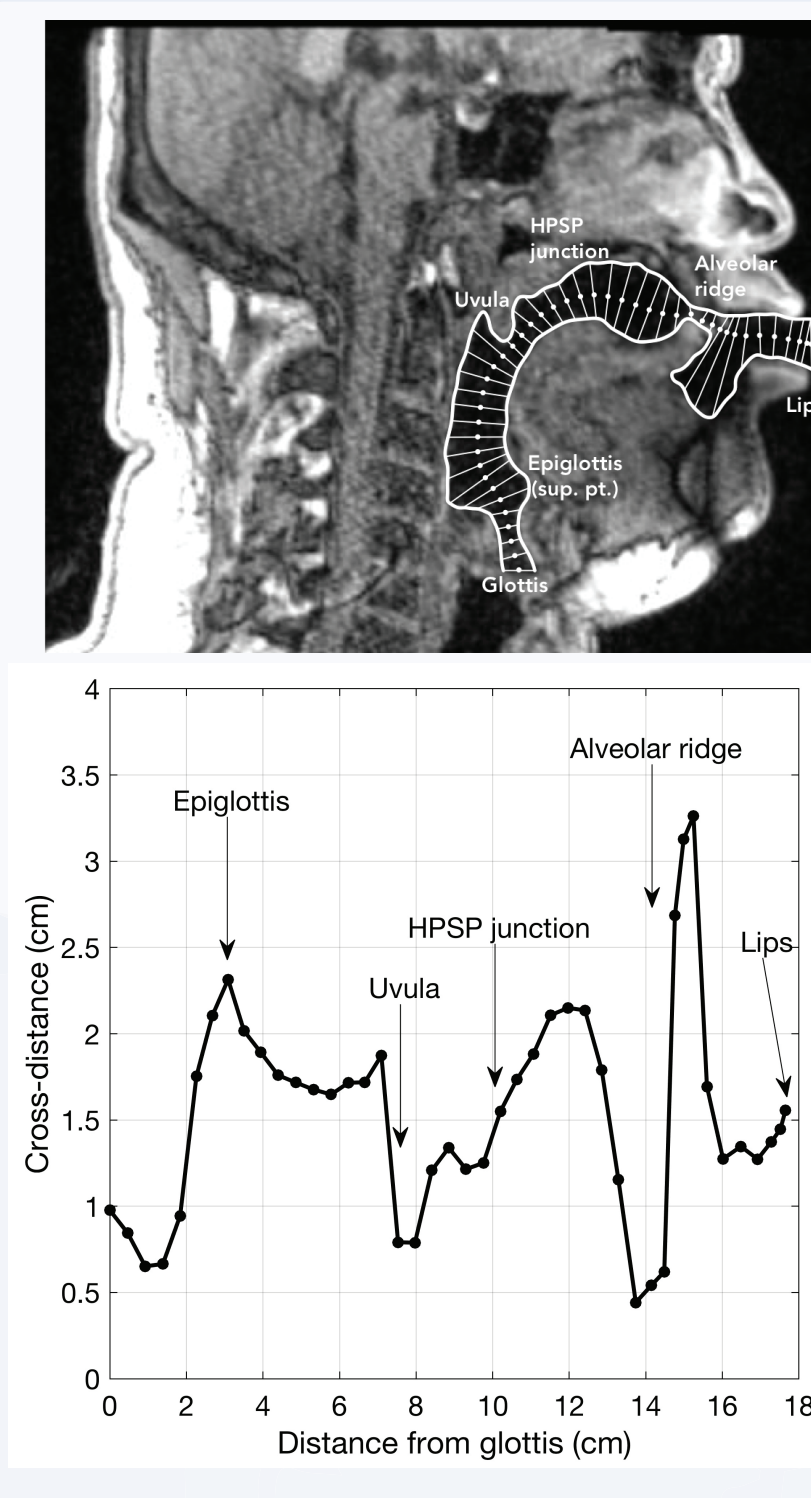 HPSP
junction
Alveolar
ridge
Uvula
Lip
Epiglottis
(sup. pt.)
Glottis
4
3.5
3
2.5
2
1.5
1
0.5
0
Cross-distance (cm)
Alveolar ridge
Epiglottis
HPSP junction
Lips
Uvula
0 2 4 6 8 10 12 14 16 18
Distance from glottis (cm)